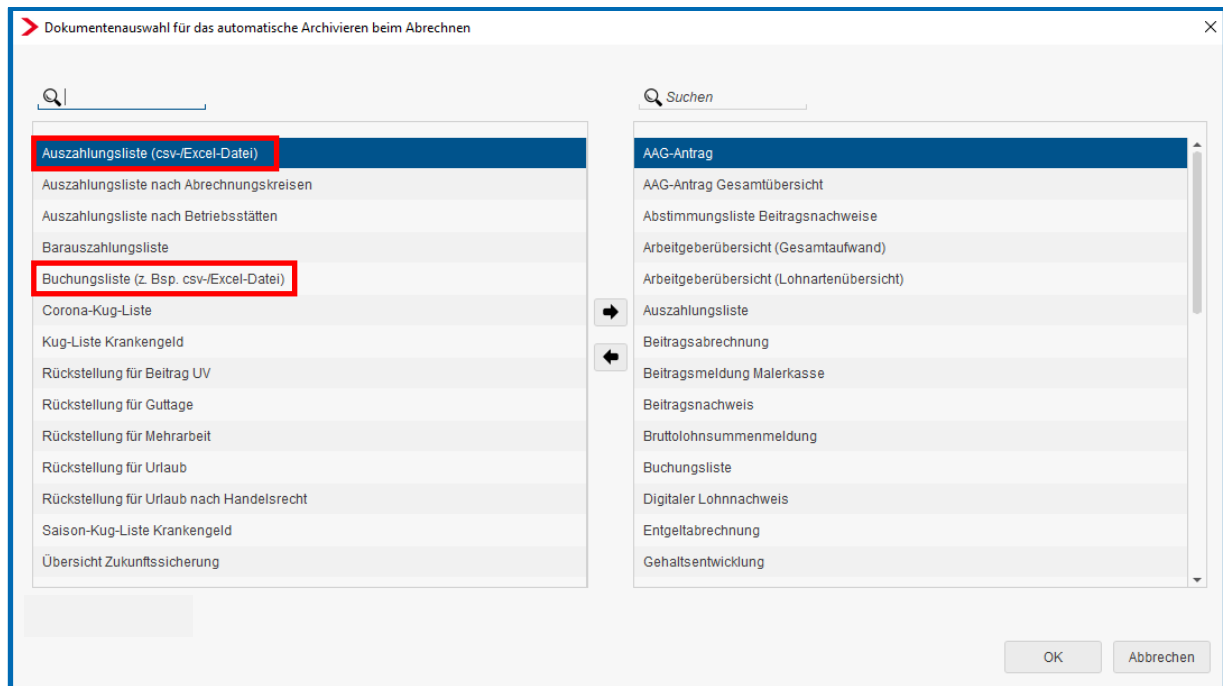 Dokumentenauswahl für das automatische Archivieren beim Abrechnen
Suchen
Auszahlungsliste (csv-/Excel-Datei)
Auszahlungsliste nach Abrechnungskreisen
Auszahlungsliste nach Betriebsstätten
Barauszahlungsliste
Buchungsliste (z. Bsp. csv-/Excel-Datei)
Corona-Kug-Liste
Kug-Liste Krankengeld
Rückstellung für Beitrag UV
Rückstellung für Guttage
Rückstellung für Mehrarbeit
Rückstellung für Urlaub
Rückstellung für Urlaub nach Handelsrecht
Saison-Kug-Liste Krankengeld
Übersicht Zukunftssicherung
AAG-Antrag
AAG-Antrag Gesamtübersicht
Abstimmungsliste Beitragsnachweise
Arbeitgeberübersicht (Gesamtaufwand)
Arbeitgeberübersicht (Lohnartenübersicht)
Auszahlungsliste
Beitragsabrechnung
Beitragsmeldung Malerkasse
Beitragsnachweis
Bruttolohnsummenmeldung
Buchungsliste
Digitaler Lohnnachweis
Entgeltabrechnung
Gehaltsentwicklung
OK
Abbrechen